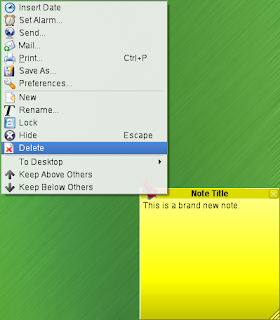 Insert Date
Set Alarm...
Send...
Mail...
Print... Ctrl+P
Save As...
Preferences...
New
Rename...
Lock
Hide Escape
Delete
To Desktop
Keep Above Others
Keep Below Others
Note Title
This is a brand new note.